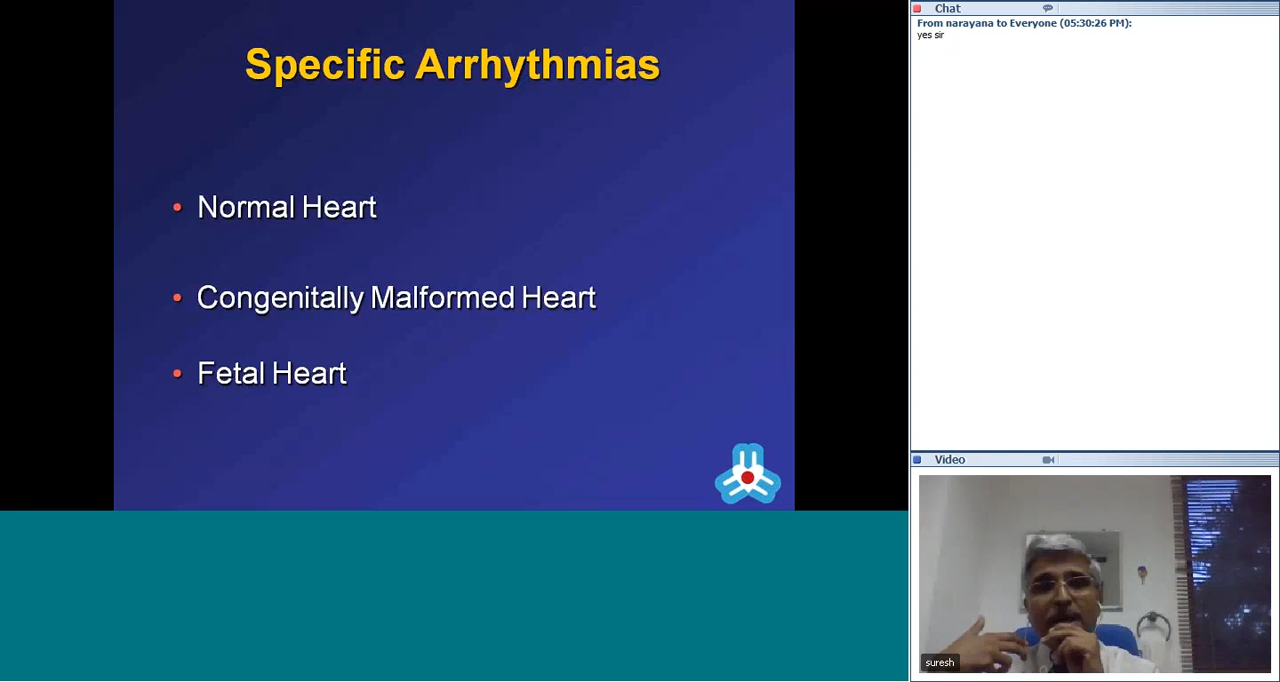 Specific Arrhythmias
• Normal Heart
• Congenitally Malformed Heart
• Fetal Heart
Chat
From narayana to Everyone (05:30:26 PM):
yes sir
Video
suresh